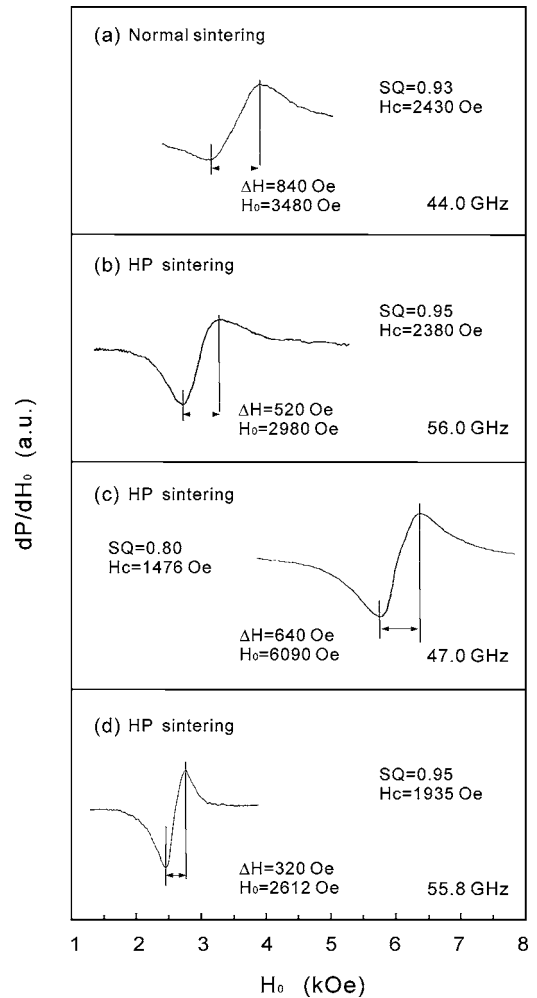 (a) Normal sintering
SQ=0.93
Hc=2430 Oe
ΔH=840 Oe
H₀=3480 Oe
44.0 GHz
(b) HP sintering
SQ=0.95
Hc=2380 Oe
ΔH=520 Oe
H₀=2980 Oe
56.0 GHz
(c) HP sintering
SQ=0.80
Hc=1476 Oe
ΔH=640 Oe
H₀=6090 Oe
47.0 GHz
(d) HP sintering
SQ=0.95
Hc=1935 Oe
ΔH=320 Oe
H₀=2612 Oe
55.8 GHz
dP/dH₀ (a.u.)
1 2 3 4 5 6 7 8
H₀ (kOe)